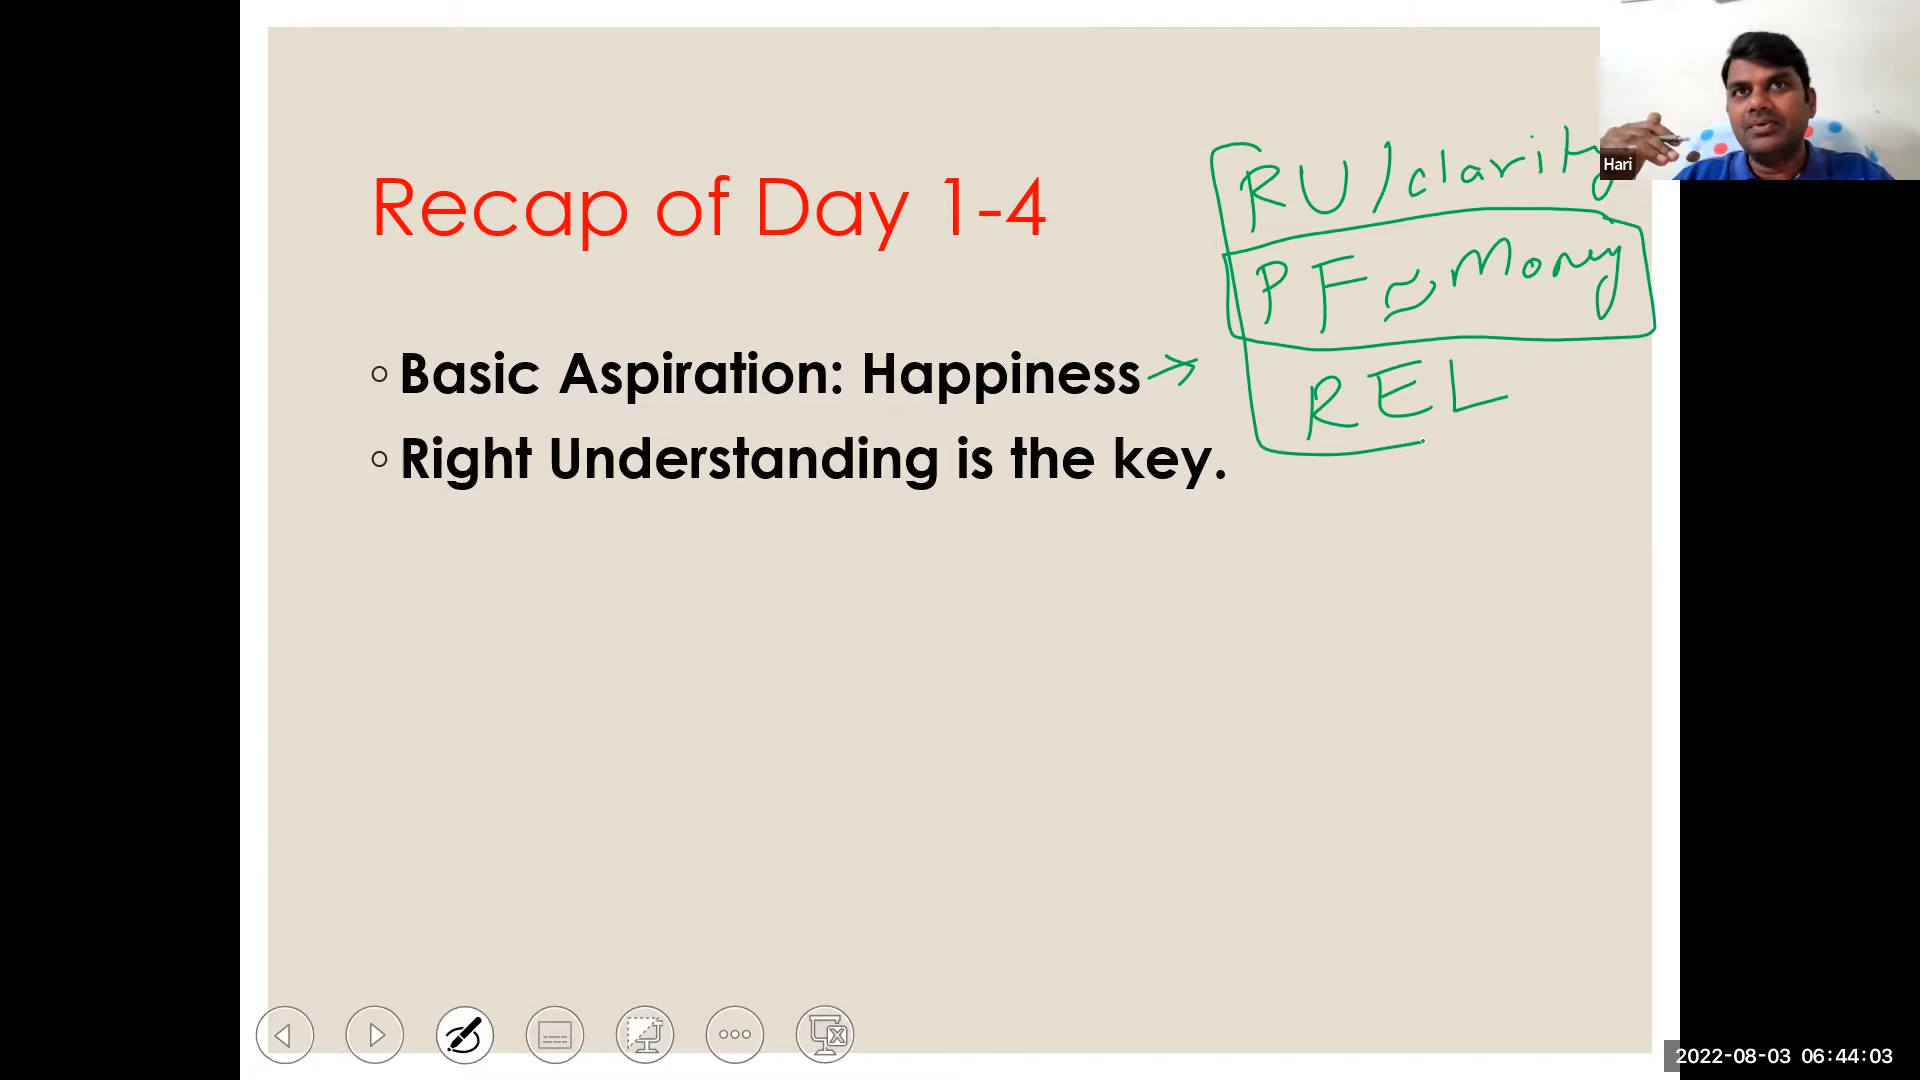 RU/clarity
Hari
Recap of Day 1-4
PF ≈ Money
◦ Basic Aspiration: Happiness →
REL
◦ Right Understanding is the key.
2022-08-03 06:44:03